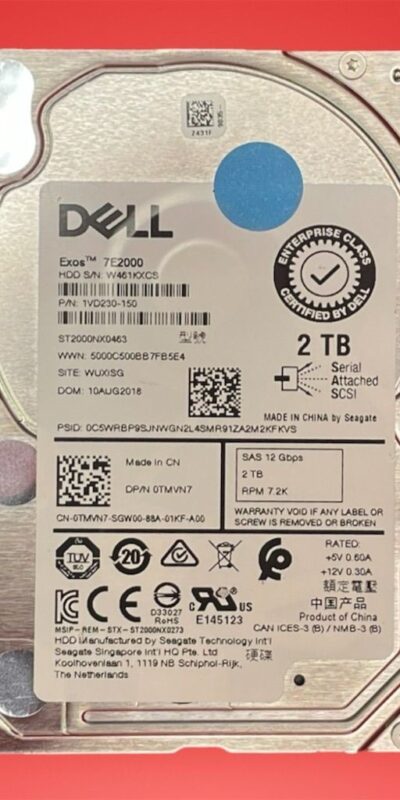 2431F
DELL
Exos™ 7E2000
HDD S/N: W461KXCS
P/N: 1VD230-150
ST2000NX0463
WWN: 5000C500BB7FB5E4
SITE: WUXISG
DOM: 10AUG2018
ENTERPRISE CLASS
CERTIFIED BY DELL
2 TB
Serial
Attached
SCSI
MADE IN CHINA by Seagate
PSID: 0C5WRBP9SJNWGN2L4SMR91ZA2M2KFKVS
Made in CN
DP/N 0TMVN7
CN-0TMVN7-SGW00-88A-01KF-A00
SAS 12 Gbps
2 TB
RPM 7.2K
WARRANTY VOID IF ANY LABEL OR
SCREW IS REMOVED OR BROKEN
TUV
20
RATED:
+5V 0.60A
+12V 0.30A
額定電壓
中国产品
Product of China
CAN ICES-3 (B) / NMB-3 (B)
D33027
RoHS
c RU US
E145123
MSIP-REM-STX-ST2000NX0273
HDD Manufactured by Seagate Technology Int'l
Seagate Singapore Int'l HQ Pte. Ltd 硬碟
Koolhovenlaan 1, 1119 NB Schiphol-Rijk,
The Netherlands